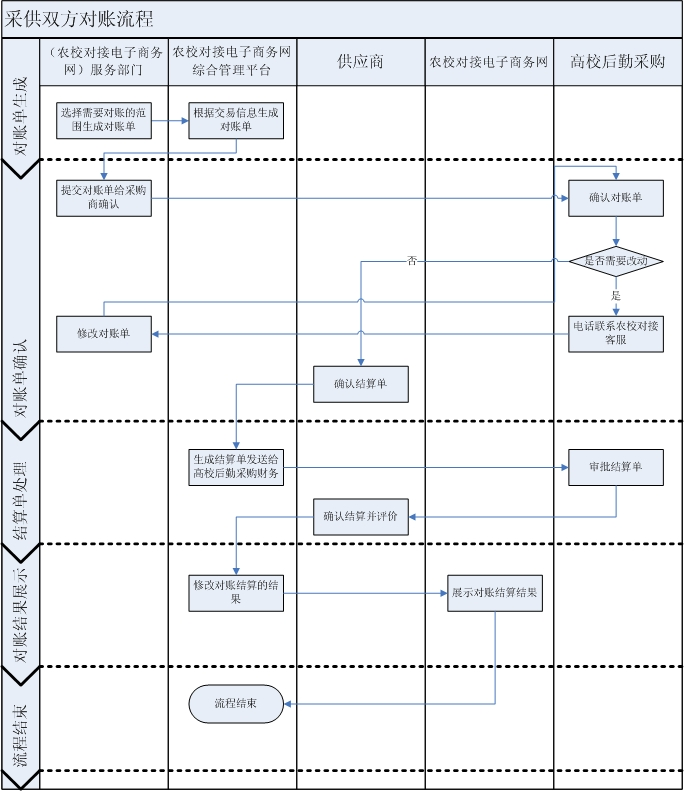 采供双方对账流程
（农校对接电子商务
网）服务部门
农校对接电子商务网
综合管理平台
供应商
农校对接电子商务网
高校后勤采购
对账单生成
选择需要对账的范
围生成对账单
根据交易信息生成
对账单
对账单确认
提交对账单给采购
商确认
确认对账单
是否需要改动
否
是
修改对账单
电话联系农校对接
客服
确认结算单
结算单处理
生成结算单发送给
高校后勤采购财务
审批结算单
确认结算并评价
对账结果展示
修改对账结算的结
果
展示对账结算结果
流程结束
流程结束